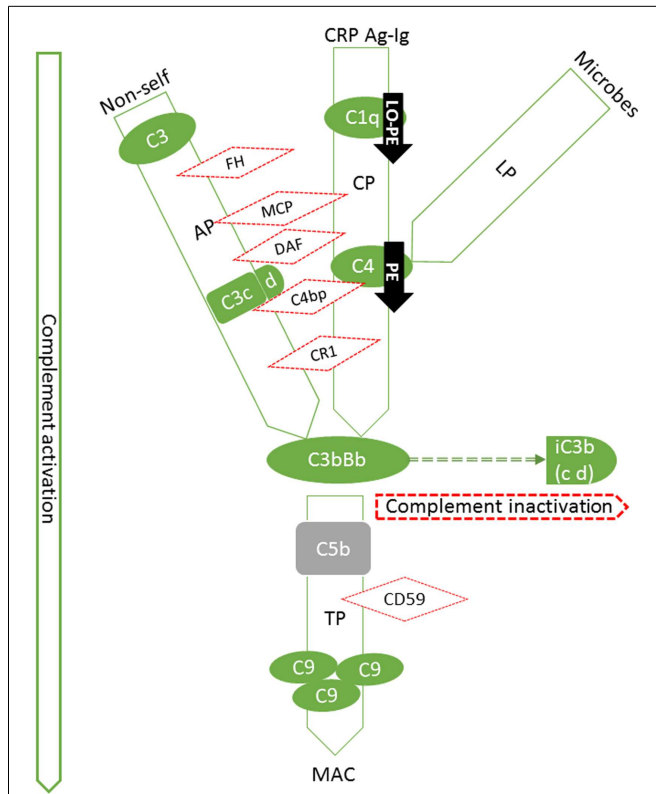 CRP Ag-Ig
Non-self
Microbes
C3
C1q
LO-PE
FH
CP
LP
MCP
AP
DAF
C4
PE
C3c
d
C4bp
CR1
Complement activation
C3bBb
iC3b
(c d)
Complement inactivation
C5b
CD59
TP
C9
C9
C9
MAC